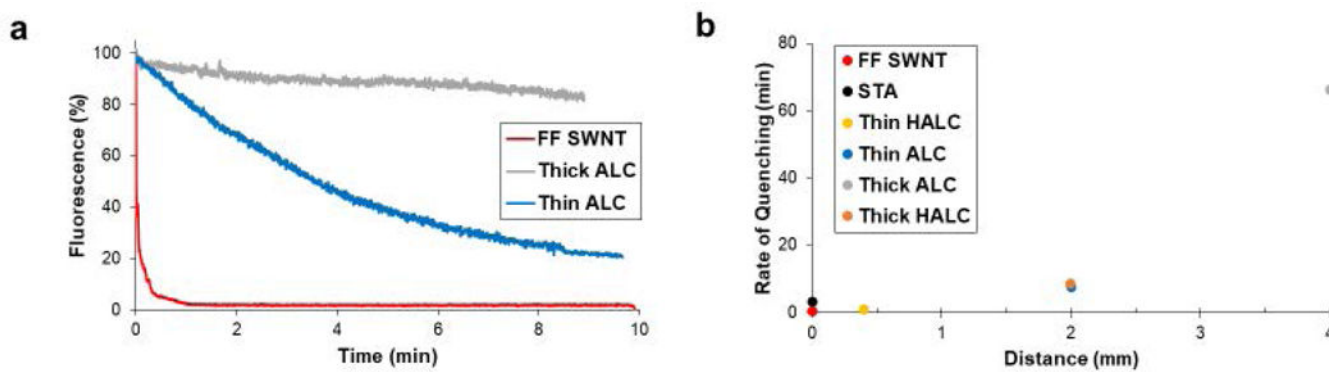 a
Fluorescence (%)
100
80
60
40
20
0
FF SWNT
Thick ALC
Thin ALC
0 2 4 6 8 10
Time (min)
b
Rate of Quenching (min)
80
60
40
20
0
FF SWNT
STA
Thin HALC
Thin ALC
Thick ALC
Thick HALC
0 1 2 3 4
Distance (mm)